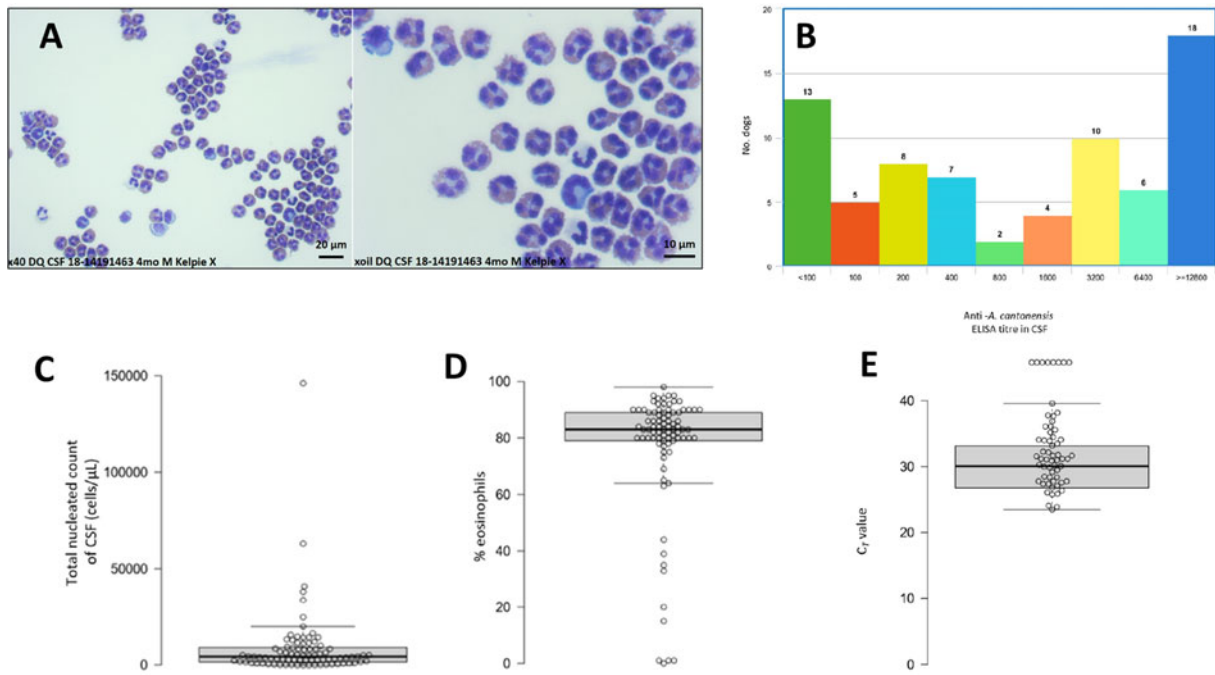 A
x40 DQ CSF 18-14191463 4mo M Kelpie X
20 µm
xoil DQ CSF 18-14191463 4mo M Kelpie X
10 µm
B
20
15
10
5
0
No. dogs
13
5
8
7
2
4
10
6
18
<100
100
200
400
800
1600
3200
6400
>=12800
Anti -A. cantonensis
ELISA titre in CSF
C
150000
100000
50000
0
Total nucleated count
of CSF (cells/µL)
D
100
80
60
40
20
0
% eosinophils
E
40
30
20
10
0
CT value